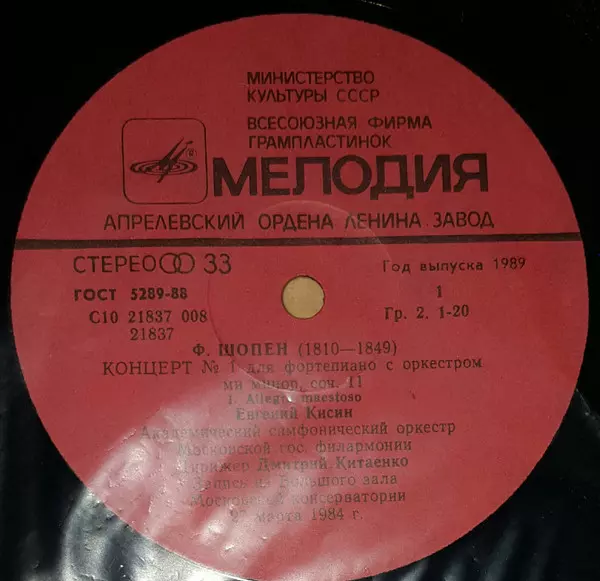 МИНИСТЕРСТВО
КУЛЬТУРЫ СССР
ВСЕСОЮЗНАЯ ФИРМА
ГРАМПЛАСТИНОК
МЕЛОДИЯ
АПРЕЛЕВСКИЙ ОРДЕНА ЛЕНИНА ЗАВОД
СТЕРЕО 33
Год выпуска 1989
ГОСТ 5289-88
1
С10 21837 008
Гр. 2. 1-20
21837
Ф. ШОПЕН (1810—1849)
КОНЦЕРТ № 1 для фортепиано с оркестром
ми минор, соч. 11
1. Allegro maestoso
Евгений Кисин
Академический симфонический оркестр
Московской гос. филармонии
Дирижер Дмитрий Китаенко
Запись из Большого зала
Московской консерватории
марта 1984 г.